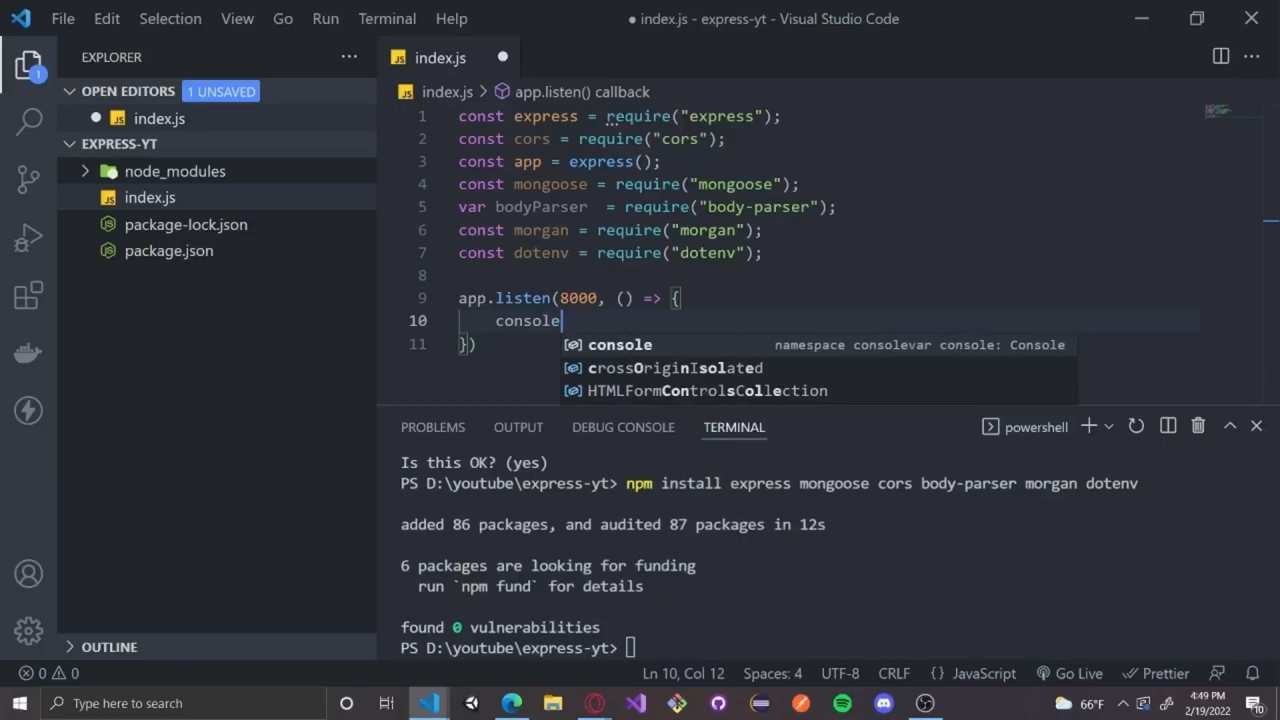 File Edit Selection View Go Run Terminal Help
● index.js - express-yt - Visual Studio Code
EXPLORER
OPEN EDITORS 1 UNSAVED
JS index.js
EXPRESS-YT
node_modules
JS index.js
package-lock.json
package.json
OUTLINE
1
JS index.js
JS index.js > app.listen() callback
1 const express = require("express");
2 const cors = require("cors");
3 const app = express();
4 const mongoose = require("mongoose");
5 var bodyParser  = require("body-parser");
6 const morgan = require("morgan");
7 const dotenv = require("dotenv");
8
9 app.listen(8000, () => {
10     console
11 })
console namespace consolevar console: Console
crossOriginIsolated
HTMLFormControlsCollection
PROBLEMS OUTPUT DEBUG CONSOLE TERMINAL powershell
Is this OK? (yes)
PS D:\youtube\express-yt> npm install express mongoose cors body-parser morgan dotenv
added 86 packages, and audited 87 packages in 12s
6 packages are looking for funding
  run `npm fund` for details
found 0 vulnerabilities
PS D:\youtube\express-yt>
0 0 Ln 10, Col 12 Spaces: 4 UTF-8 CRLF {} JavaScript Go Live Prettier
Type here to search 66°F 4:49 PM
2/19/2022 10